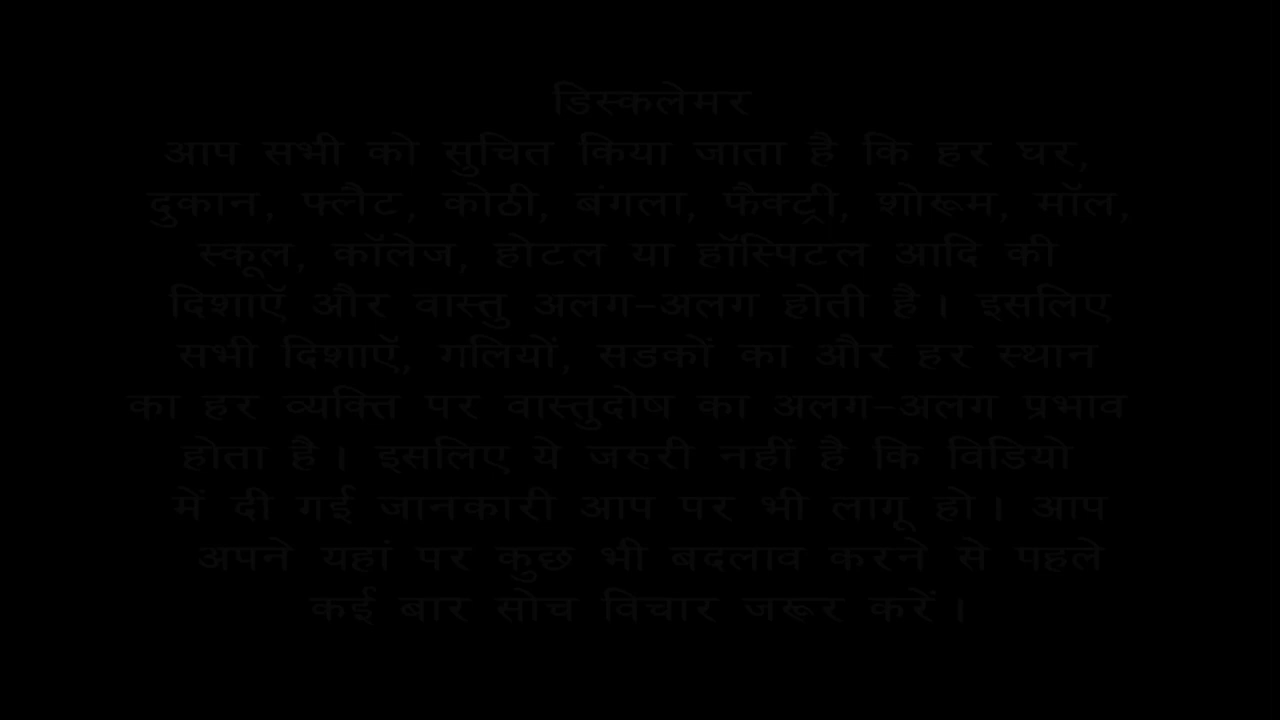 डिस्कलेमर
आप सभी को सुचित किया जाता है कि हर घर,
दुकान, फ्लैट, कोठी, बंगला, फैक्ट्री, शोरूम, मॉल,
स्कूल, कॉलेज, होटल या हॉस्पिटल आदि की
दिशाऍ और वास्तु अलग–अलग होती है। इसलिए
सभी दिशाऍ, गलियों, सडकों का और हर स्थान
का हर व्यक्ति पर वास्तुदोष का अलग–अलग प्रभाव
होता है। इसलिए ये जरुरी नहीं है कि विडियो
में दी गई जानकारी आप पर भी लागू हो। आप
अपने यहां पर कुछ भी बदलाव करने से पहले
कई बार सोच विचार जरूर करें।